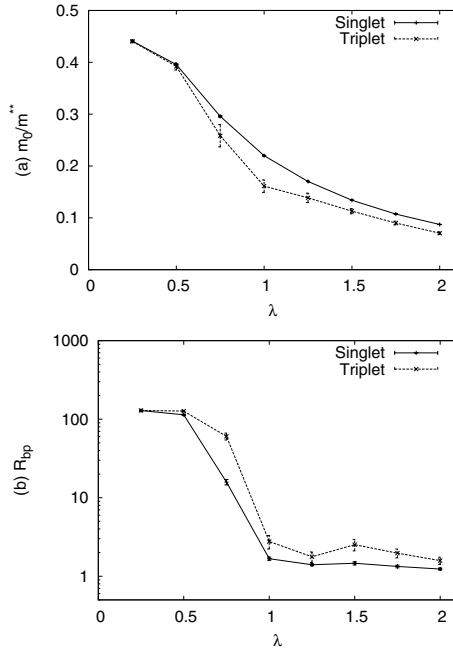 0.5
0.4
0.3
0.2
0.1
0
(a) m₀/m**
Singlet
Triplet
0 0.5 1 1.5 2
λ
1000
100
10
1
(b) R_bp
Singlet
Triplet
0 0.5 1 1.5 2
λ